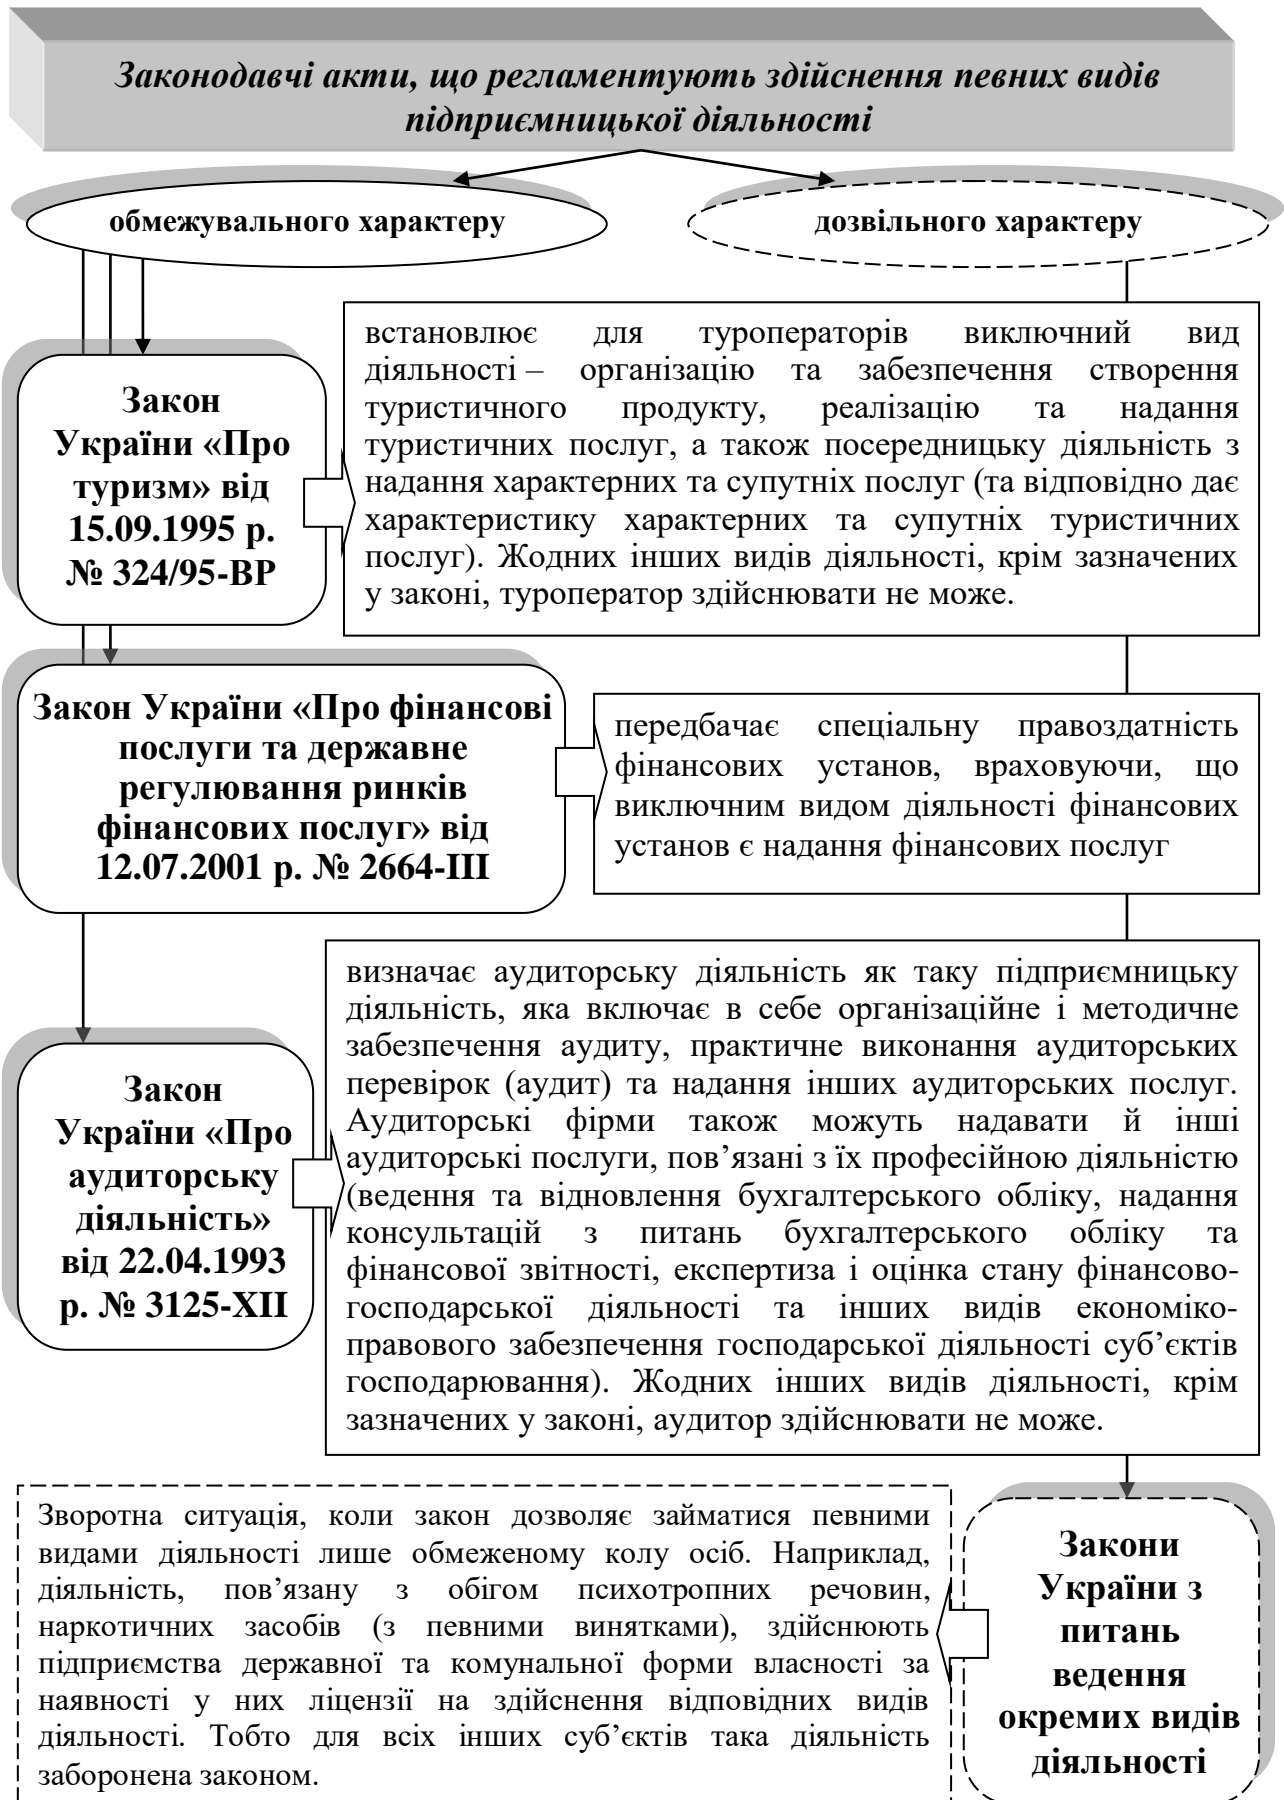 Законодавчі акти, що регламентують здійснення певних видів
підприємницької діяльності
обмежувального характеру
дозвільного характеру
Закон
України «Про
туризм» від
15.09.1995 р.
№ 324/95-ВР
встановлює для туроператорів виключний вид
діяльності – організацію та забезпечення створення
туристичного продукту, реалізацію та надання
туристичних послуг, а також посередницьку діяльність з
надання характерних та супутніх послуг (та відповідно дає
характеристику характерних та супутніх туристичних
послуг). Жодних інших видів діяльності, крім зазначених
у законі, туроператор здійснювати не може.
Закон України «Про фінансові
послуги та державне
регулювання ринків
фінансових послуг» від
12.07.2001 р. № 2664-III
передбачає спеціальну правоздатність
фінансових установ, враховуючи, що
виключним видом діяльності фінансових
установ є надання фінансових послуг
Закон
України «Про
аудиторську
діяльність»
від 22.04.1993
р. № 3125-XII
визначає аудиторську діяльність як таку підприємницьку
діяльність, яка включає в себе організаційне і методичне
забезпечення аудиту, практичне виконання аудиторських
перевірок (аудит) та надання інших аудиторських послуг.
Аудиторські фірми також можуть надавати й інші
аудиторські послуги, пов’язані з їх професійною діяльністю
(ведення та відновлення бухгалтерського обліку, надання
консультацій з питань бухгалтерського обліку та
фінансової звітності, експертиза і оцінка стану фінансово-
господарської діяльності та інших видів економіко-
правового забезпечення господарської діяльності суб’єктів
господарювання). Жодних інших видів діяльності, крім
зазначених у законі, аудитор здійснювати не може.
Зворотна ситуація, коли закон дозволяє займатися певними
видами діяльності лише обмеженому колу осіб. Наприклад,
діяльність, пов’язану з обігом психотропних речовин,
наркотичних засобів (з певними винятками), здійснюють
підприємства державної та комунальної форми власності за
наявності у них ліцензії на здійснення відповідних видів
діяльності. Тобто для всіх інших суб’єктів така діяльність
заборонена законом.
Закони
України з
питань
ведення
окремих видів
діяльності